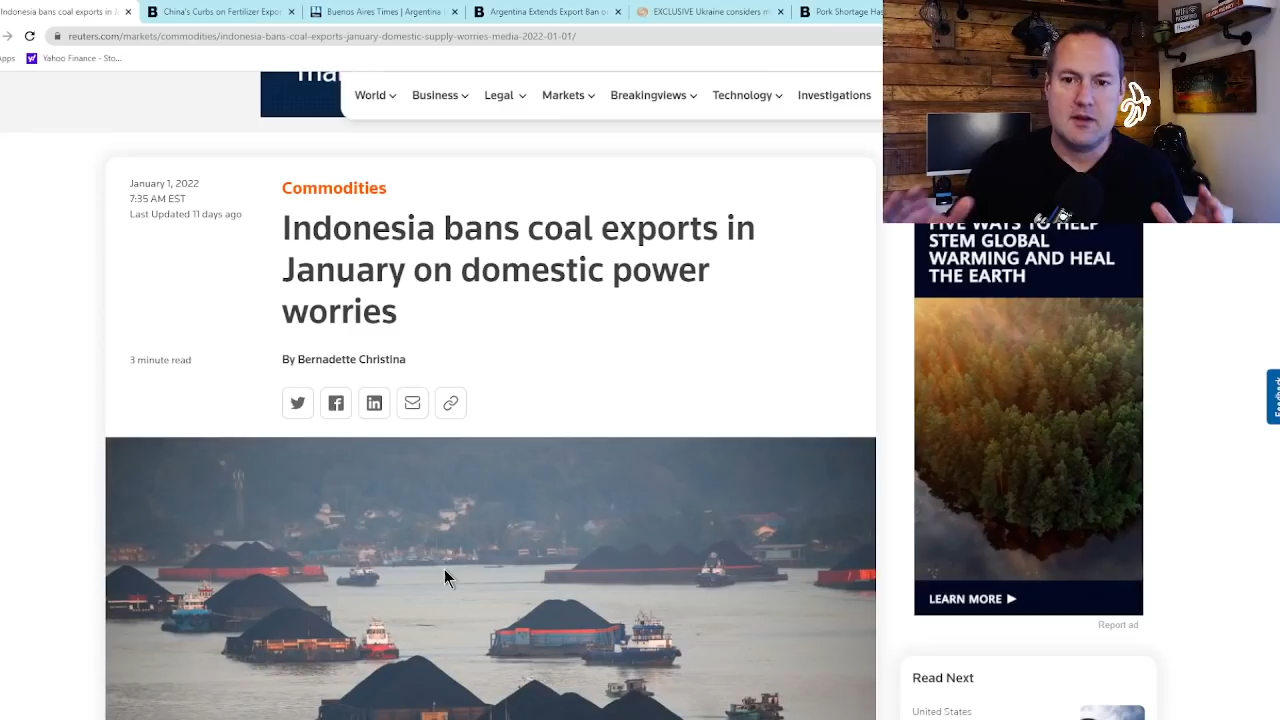 Indonesia bans coal exports in J
China's Curbs on Fertilizer Expor
Buenos Aires Times | Argentina
Argentina Extends Export Ban o
EXCLUSIVE Ukraine considers m
Pork Shortage Has
reuters.com/markets/commodities/indonesia-bans-coal-exports-january-domestic-supply-worries-media-2022-01-01/
Apps
Yahoo Finance - Sto...
World
Business
Legal
Markets
Breakingviews
Technology
Investigations
January 1, 2022
7:35 AM EST
Last Updated 11 days ago
Commodities
Indonesia bans coal exports in
January on domestic power
worries
3 minute read
By Bernadette Christina
FIVE WAYS TO HELP
STEM GLOBAL
WARMING AND HEAL
THE EARTH
LEARN MORE
Report ad
Feedback
Read Next
United States